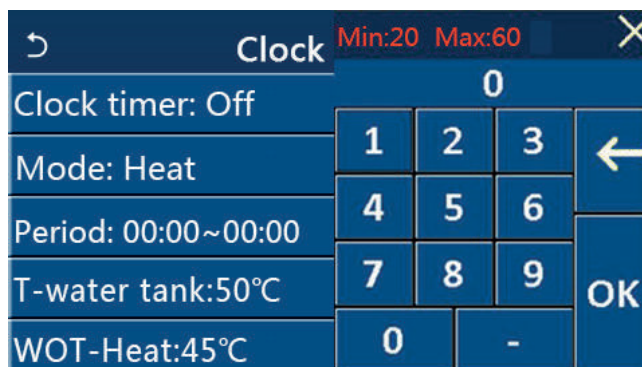 Clock
Clock timer: Off
Mode: Heat
Period: 00:00~00:00
T-water tank:50℃
WOT-Heat:45℃
Min:20 Max:60
0
1 2 3
4 5 6
7 8 9
0 -
OK